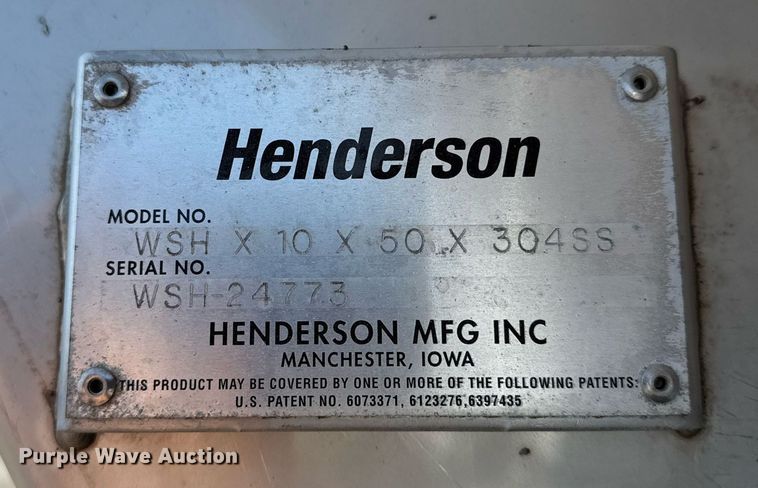 Henderson
MODEL NO.
WSH X 10 X 50 X 304SS
SERIAL NO.
WSH-24773
HENDERSON MFG INC
MANCHESTER, IOWA
THIS PRODUCT MAY BE COVERED BY ONE OR MORE OF THE FOLLOWING PATENTS:
U.S. PATENT NO. 6073371, 6123276,6397435
Purple Wave Auction